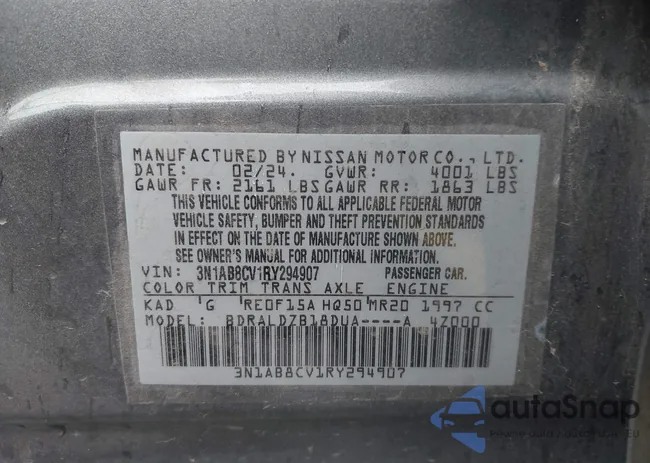 MANUFACTURED BY NISSAN MOTOR CO., LTD.
DATE: 02/24. GVWR: 4001 LBS
GAWR FR: 2161 LBS GAWR RR: 1863 LBS
THIS VEHICLE CONFORMS TO ALL APPLICABLE FEDERAL MOTOR
VEHICLE SAFETY, BUMPER AND THEFT PREVENTION STANDARDS
IN EFFECT ON THE DATE OF MANUFACTURE SHOWN ABOVE.
SEE OWNER'S MANUAL FOR ADDITIONAL INFORMATION
VIN: 3N1AB8CV1RY294907 PASSENGER CAR.
COLOR TRIM TRANS AXLE ENGINE
KAD 'G RE0F15A HQ50 MR20 1997 CC
MODEL: BDRALDZB18DUA----A 4Z000
3N1AB8CV1RY294907
autoSnap
.EU